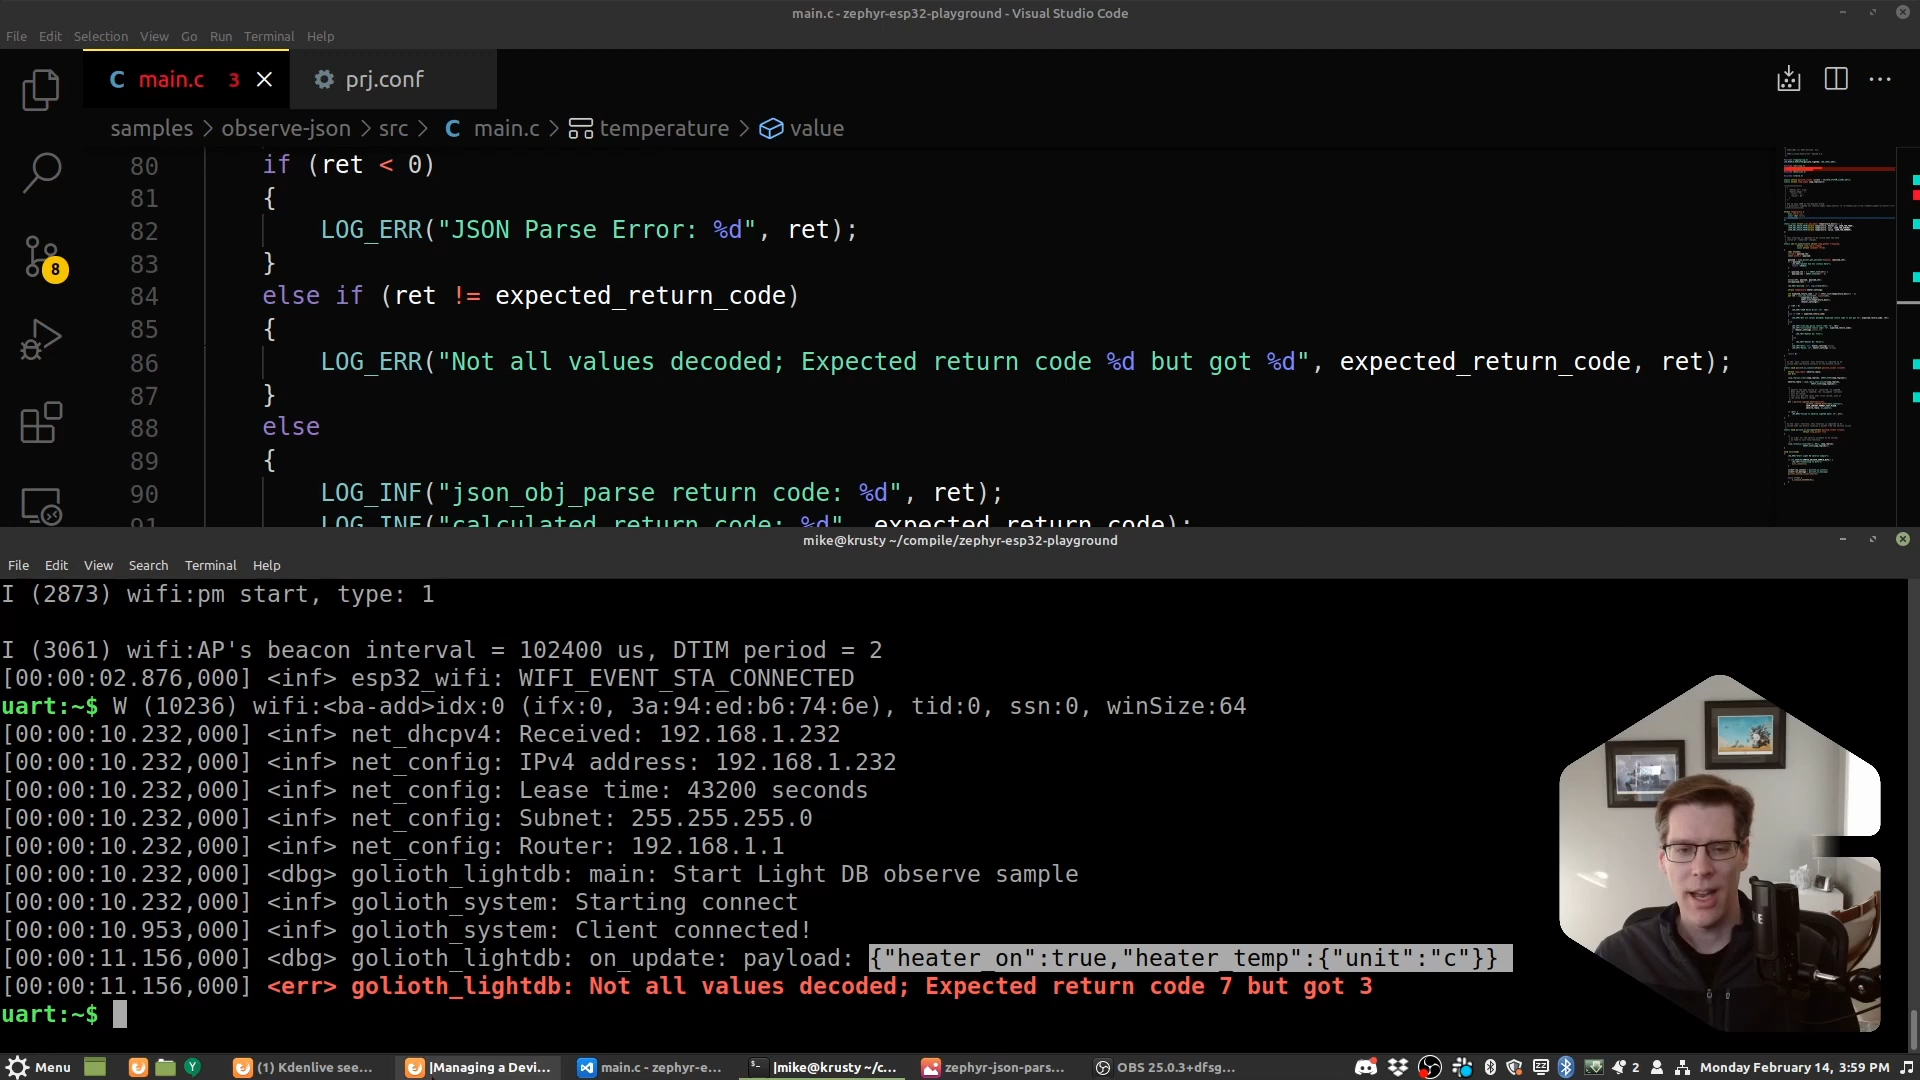 main.c - zephyr-esp32-playground - Visual Studio Code
File Edit Selection View Go Run Terminal Help
C main.c 3 prj.conf
samples > observe-json > src > C main.c > temperature > value
80 if (ret < 0)
81 {
82 LOG_ERR("JSON Parse Error: %d", ret);
83 }
84 else if (ret != expected_return_code)
85 {
86 LOG_ERR("Not all values decoded; Expected return code %d but got %d", expected_return_code, ret);
87 }
88 else
89 {
90 LOG_INF("json_obj_parse return code: %d", ret);
91 LOG_INF("calculated return code: %d", expected_return_code);
8
mike@krusty ~/compile/zephyr-esp32-playground
File Edit View Search Terminal Help
I (2873) wifi:pm start, type: 1
I (3061) wifi:AP's beacon interval = 102400 us, DTIM period = 2
[00:00:02.876,000] <inf> esp32_wifi: WIFI_EVENT_STA_CONNECTED
uart:~$ W (10236) wifi:<ba-add>idx:0 (ifx:0, 3a:94:ed:b6:74:6e), tid:0, ssn:0, winSize:64
[00:00:10.232,000] <inf> net_dhcpv4: Received: 192.168.1.232
[00:00:10.232,000] <inf> net_config: IPv4 address: 192.168.1.232
[00:00:10.232,000] <inf> net_config: Lease time: 43200 seconds
[00:00:10.232,000] <inf> net_config: Subnet: 255.255.255.0
[00:00:10.232,000] <inf> net_config: Router: 192.168.1.1
[00:00:10.232,000] <dbg> golioth_lightdb: main: Start Light DB observe sample
[00:00:10.232,000] <inf> golioth_system: Starting connect
[00:00:10.953,000] <inf> golioth_system: Client connected!
[00:00:11.156,000] <dbg> golioth_lightdb: on_update: payload: {"heater_on":true,"heater_temp":{"unit":"c"}}
[00:00:11.156,000] <err> golioth_lightdb: Not all values decoded; Expected return code 7 but got 3
uart:~$
Menu (1) Kdenlive see... |Managing a Devi... main.c - zephyr-e... |mike@krusty ~/c... zephyr-json-pars... OBS 25.0.3+dfsg... 2 Monday February 14, 3:59 PM